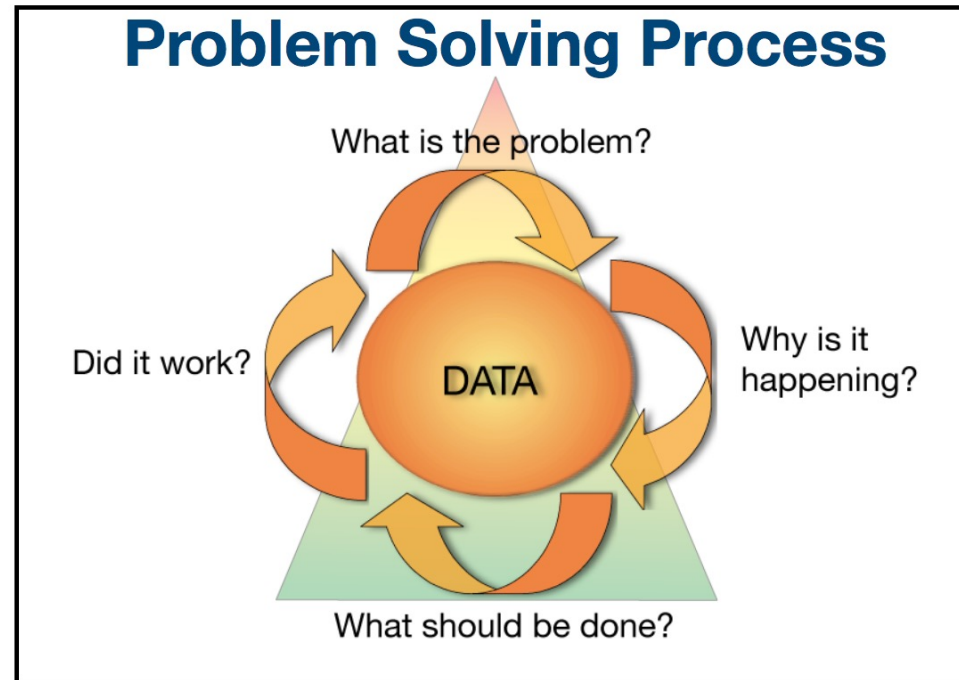 Problem Solving Process
What is the problem?
Why is it
happening?
Did it work?
DATA
What should be done?